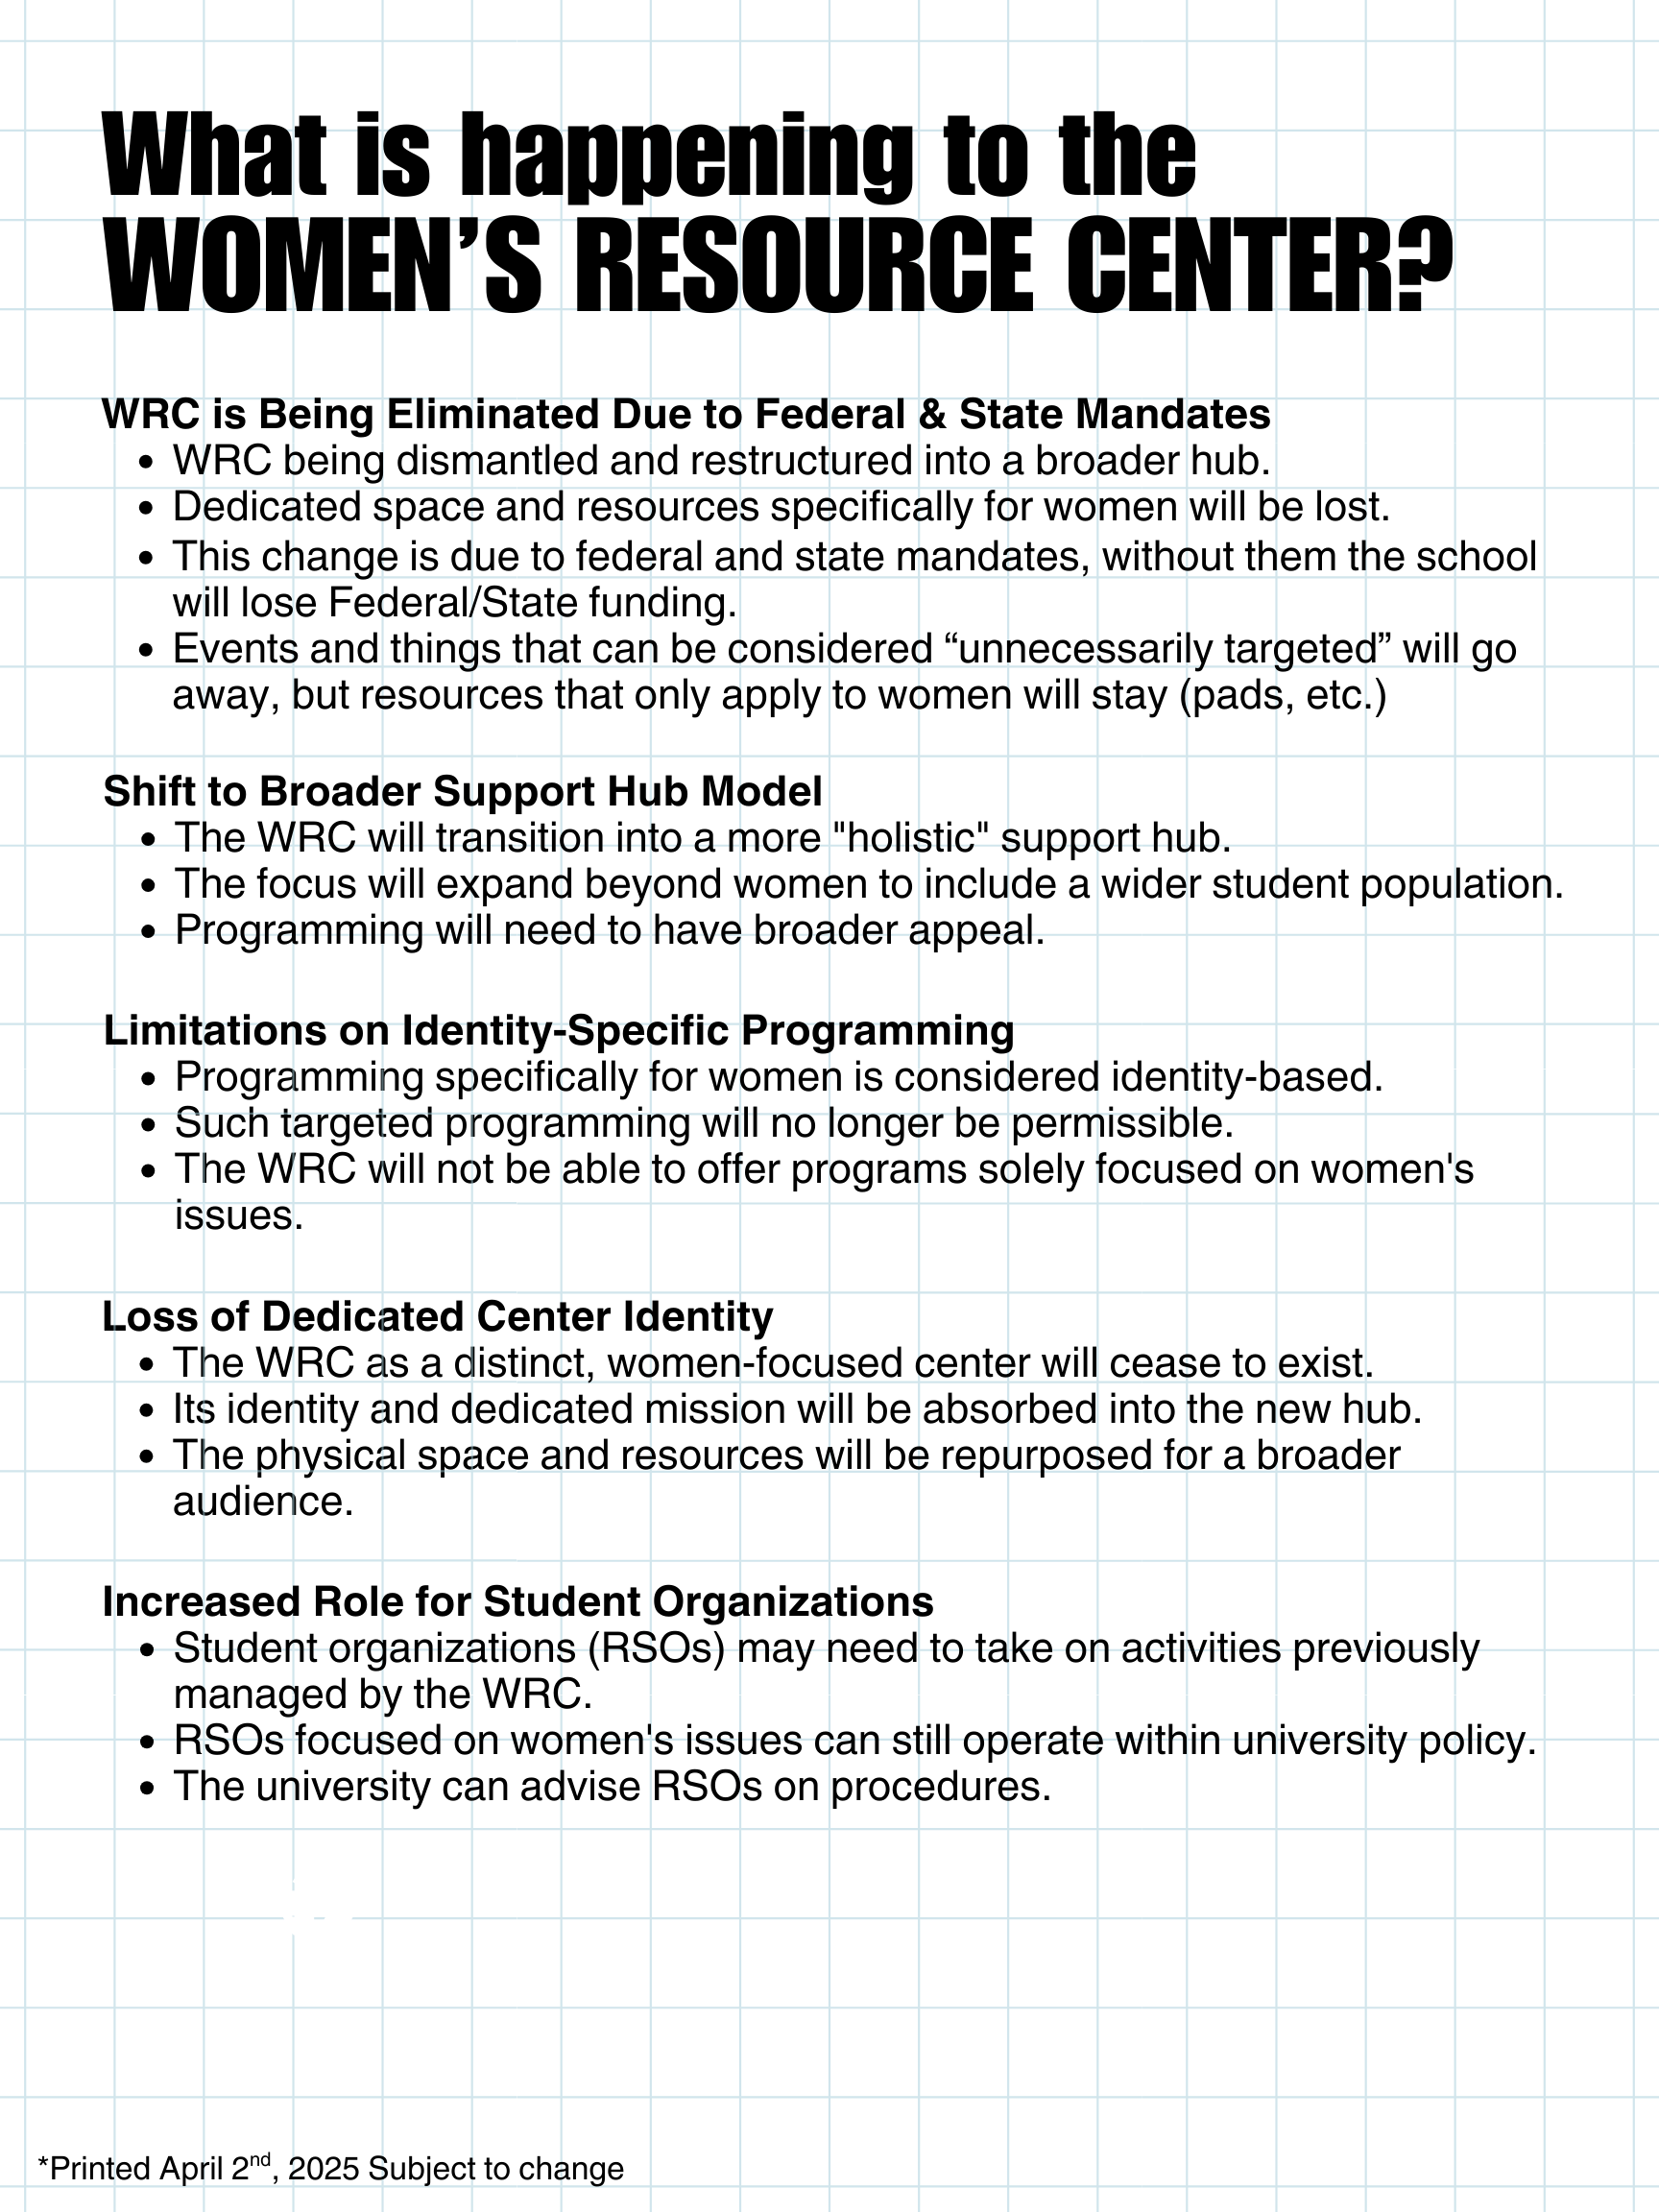 What is happening to the
WOMEN’S RESOURCE CENTER?
WRC is Being Eliminated Due to Federal & State Mandates
• WRC being dismantled and restructured into a broader hub.
• Dedicated space and resources specifically for women will be lost.
• This change is due to federal and state mandates, without them the school
will lose Federal/State funding.
• Events and things that can be considered “unnecessarily targeted” will go
away, but resources that only apply to women will stay (pads, etc.)
Shift to Broader Support Hub Model
• The WRC will transition into a more "holistic" support hub.
• The focus will expand beyond women to include a wider student population.
• Programming will need to have broader appeal.
Limitations on Identity-Specific Programming
• Programming specifically for women is considered identity-based.
• Such targeted programming will no longer be permissible.
• The WRC will not be able to offer programs solely focused on women's
issues.
Loss of Dedicated Center Identity
• The WRC as a distinct, women-focused center will cease to exist.
• Its identity and dedicated mission will be absorbed into the new hub.
• The physical space and resources will be repurposed for a broader
audience.
Increased Role for Student Organizations
• Student organizations (RSOs) may need to take on activities previously
managed by the WRC.
• RSOs focused on women's issues can still operate within university policy.
• The university can advise RSOs on procedures.
*Printed April 2nd, 2025 Subject to change